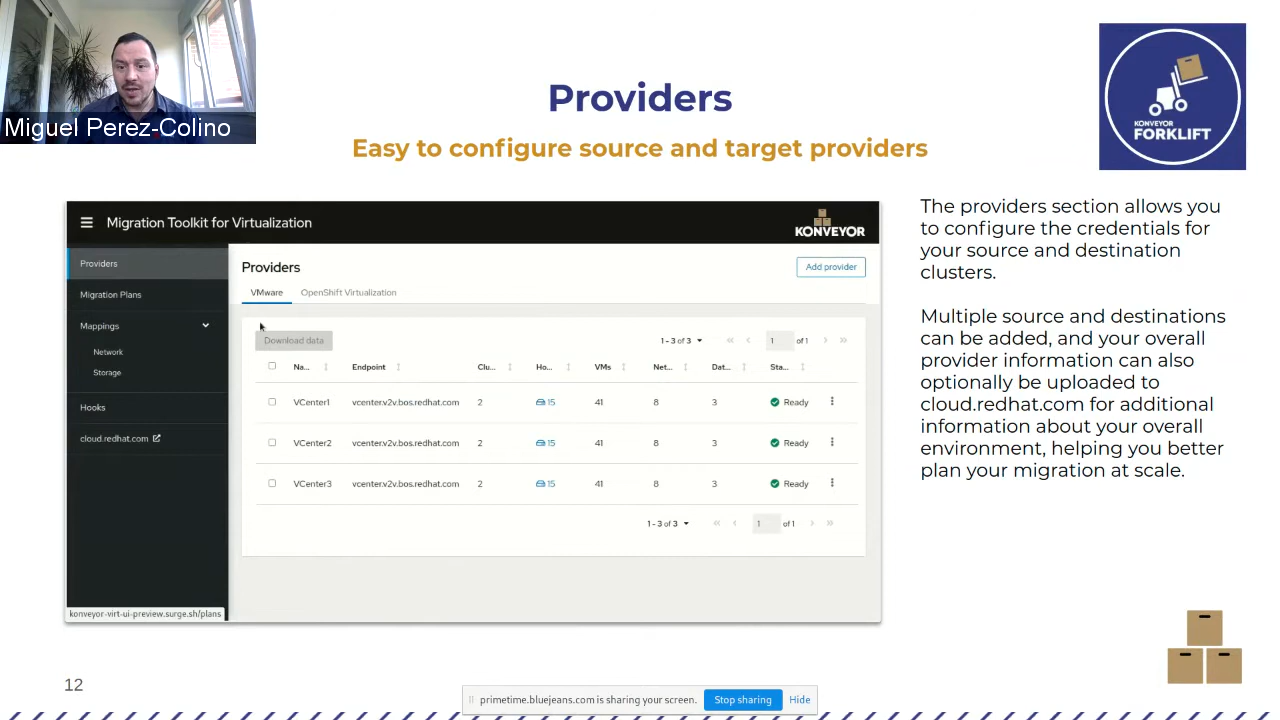 Miguel Perez-Colino
Providers
Easy to configure source and target providers
KONVEYOR
FORKLIFT
Migration Toolkit for Virtualization
KONVEYOR
Providers
Migration Plans
Mappings
Network
Storage
Hooks
cloud.redhat.com
konveyor-virt-ui-preview.surge.sh/plans
Providers
Add provider
VMware OpenShift Virtualization
Download data 1 - 3 of 3 1 of 1
Na... Endpoint Clu... Ho... VMs Net... Dat... Sta...
VCenter1 vcenter.v2v.bos.redhat.com 2 15 41 8 3 Ready
VCenter2 vcenter.v2v.bos.redhat.com 2 15 41 8 3 Ready
VCenter3 vcenter.v2v.bos.redhat.com 2 15 41 8 3 Ready
1 - 3 of 3 1 of 1
The providers section allows you
to configure the credentials for
your source and destination
clusters.
Multiple source and destinations
can be added, and your overall
provider information can also
optionally be uploaded to
cloud.redhat.com for additional
information about your overall
environment, helping you better
plan your migration at scale.
12
primetime.bluejeans.com is sharing your screen. Stop sharing Hide